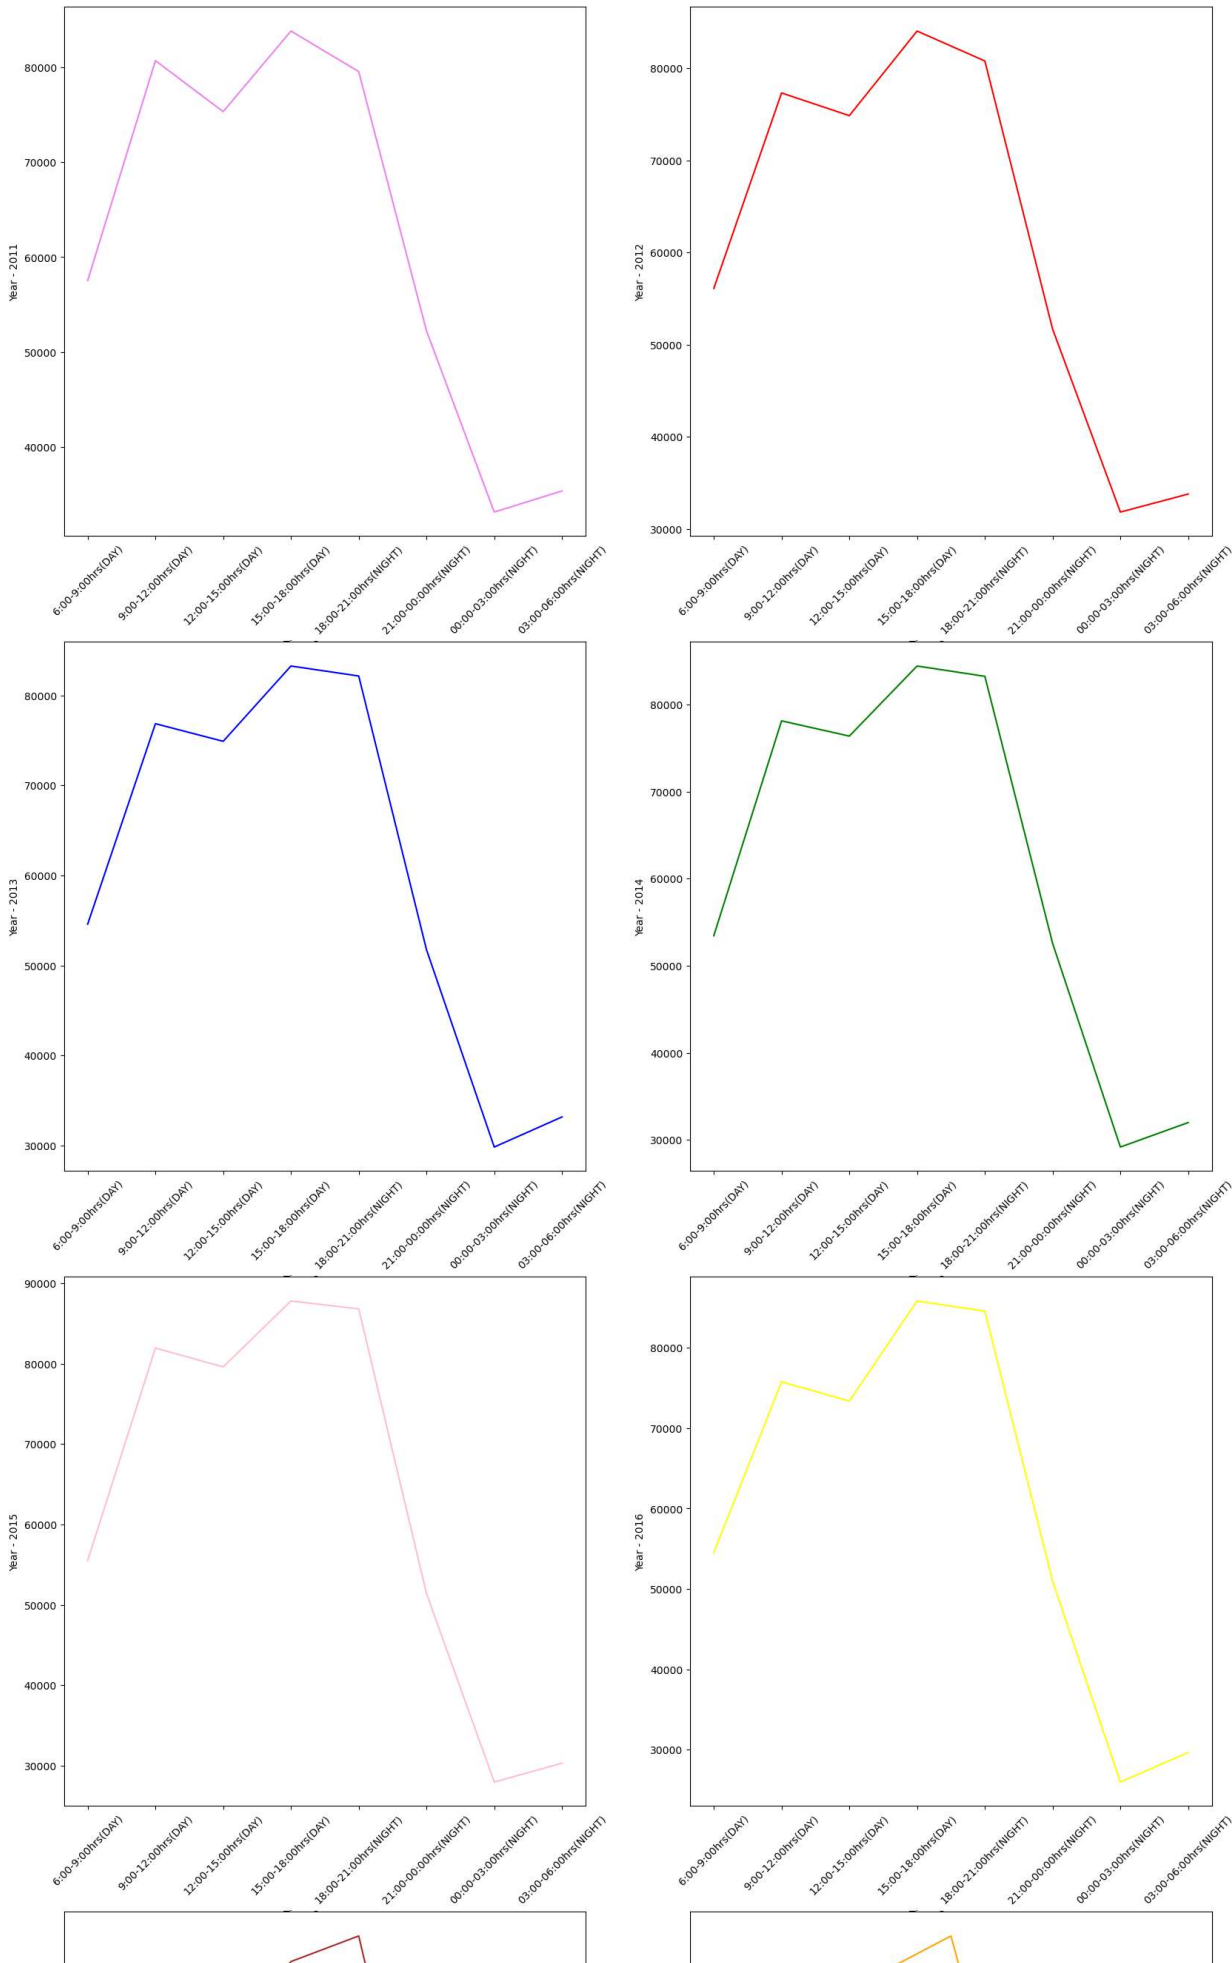 80000
70000
60000
50000
40000
Year - 2011
6:00-9:00hrs(DAY)
9:00-12:00hrs(DAY)
12:00-15:00hrs(DAY)
15:00-18:00hrs(DAY)
18:00-21:00hrs(NIGHT)
21:00-00:00hrs(NIGHT)
00:00-03:00hrs(NIGHT)
03:00-06:00hrs(NIGHT)
80000
70000
60000
50000
40000
30000
Year - 2012
6:00-9:00hrs(DAY)
9:00-12:00hrs(DAY)
12:00-15:00hrs(DAY)
15:00-18:00hrs(DAY)
18:00-21:00hrs(NIGHT)
21:00-00:00hrs(NIGHT)
00:00-03:00hrs(NIGHT)
03:00-06:00hrs(NIGHT)
80000
70000
60000
50000
40000
30000
Year - 2013
6:00-9:00hrs(DAY)
9:00-12:00hrs(DAY)
12:00-15:00hrs(DAY)
15:00-18:00hrs(DAY)
18:00-21:00hrs(NIGHT)
21:00-00:00hrs(NIGHT)
00:00-03:00hrs(NIGHT)
03:00-06:00hrs(NIGHT)
80000
70000
60000
50000
40000
30000
Year - 2014
6:00-9:00hrs(DAY)
9:00-12:00hrs(DAY)
12:00-15:00hrs(DAY)
15:00-18:00hrs(DAY)
18:00-21:00hrs(NIGHT)
21:00-00:00hrs(NIGHT)
00:00-03:00hrs(NIGHT)
03:00-06:00hrs(NIGHT)
90000
80000
70000
60000
50000
40000
30000
Year - 2015
6:00-9:00hrs(DAY)
9:00-12:00hrs(DAY)
12:00-15:00hrs(DAY)
15:00-18:00hrs(DAY)
18:00-21:00hrs(NIGHT)
21:00-00:00hrs(NIGHT)
00:00-03:00hrs(NIGHT)
03:00-06:00hrs(NIGHT)
80000
70000
60000
50000
40000
30000
Year - 2016
6:00-9:00hrs(DAY)
9:00-12:00hrs(DAY)
12:00-15:00hrs(DAY)
15:00-18:00hrs(DAY)
18:00-21:00hrs(NIGHT)
21:00-00:00hrs(NIGHT)
00:00-03:00hrs(NIGHT)
03:00-06:00hrs(NIGHT)